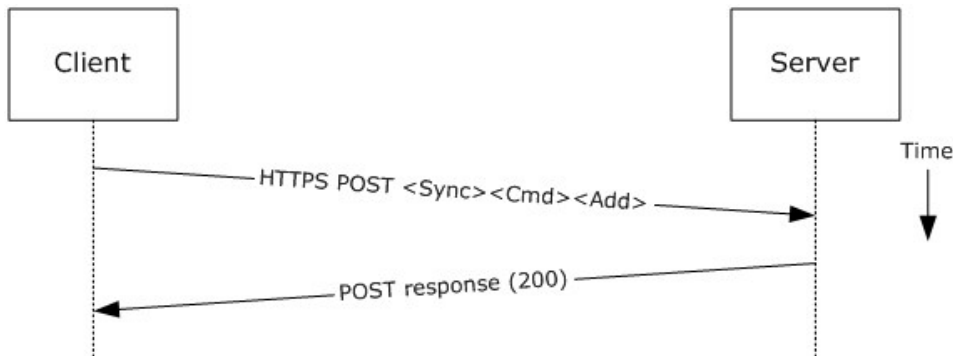 Client
Server
Time
HTTPS POST <Sync><Cmd><Add>
POST response (200)